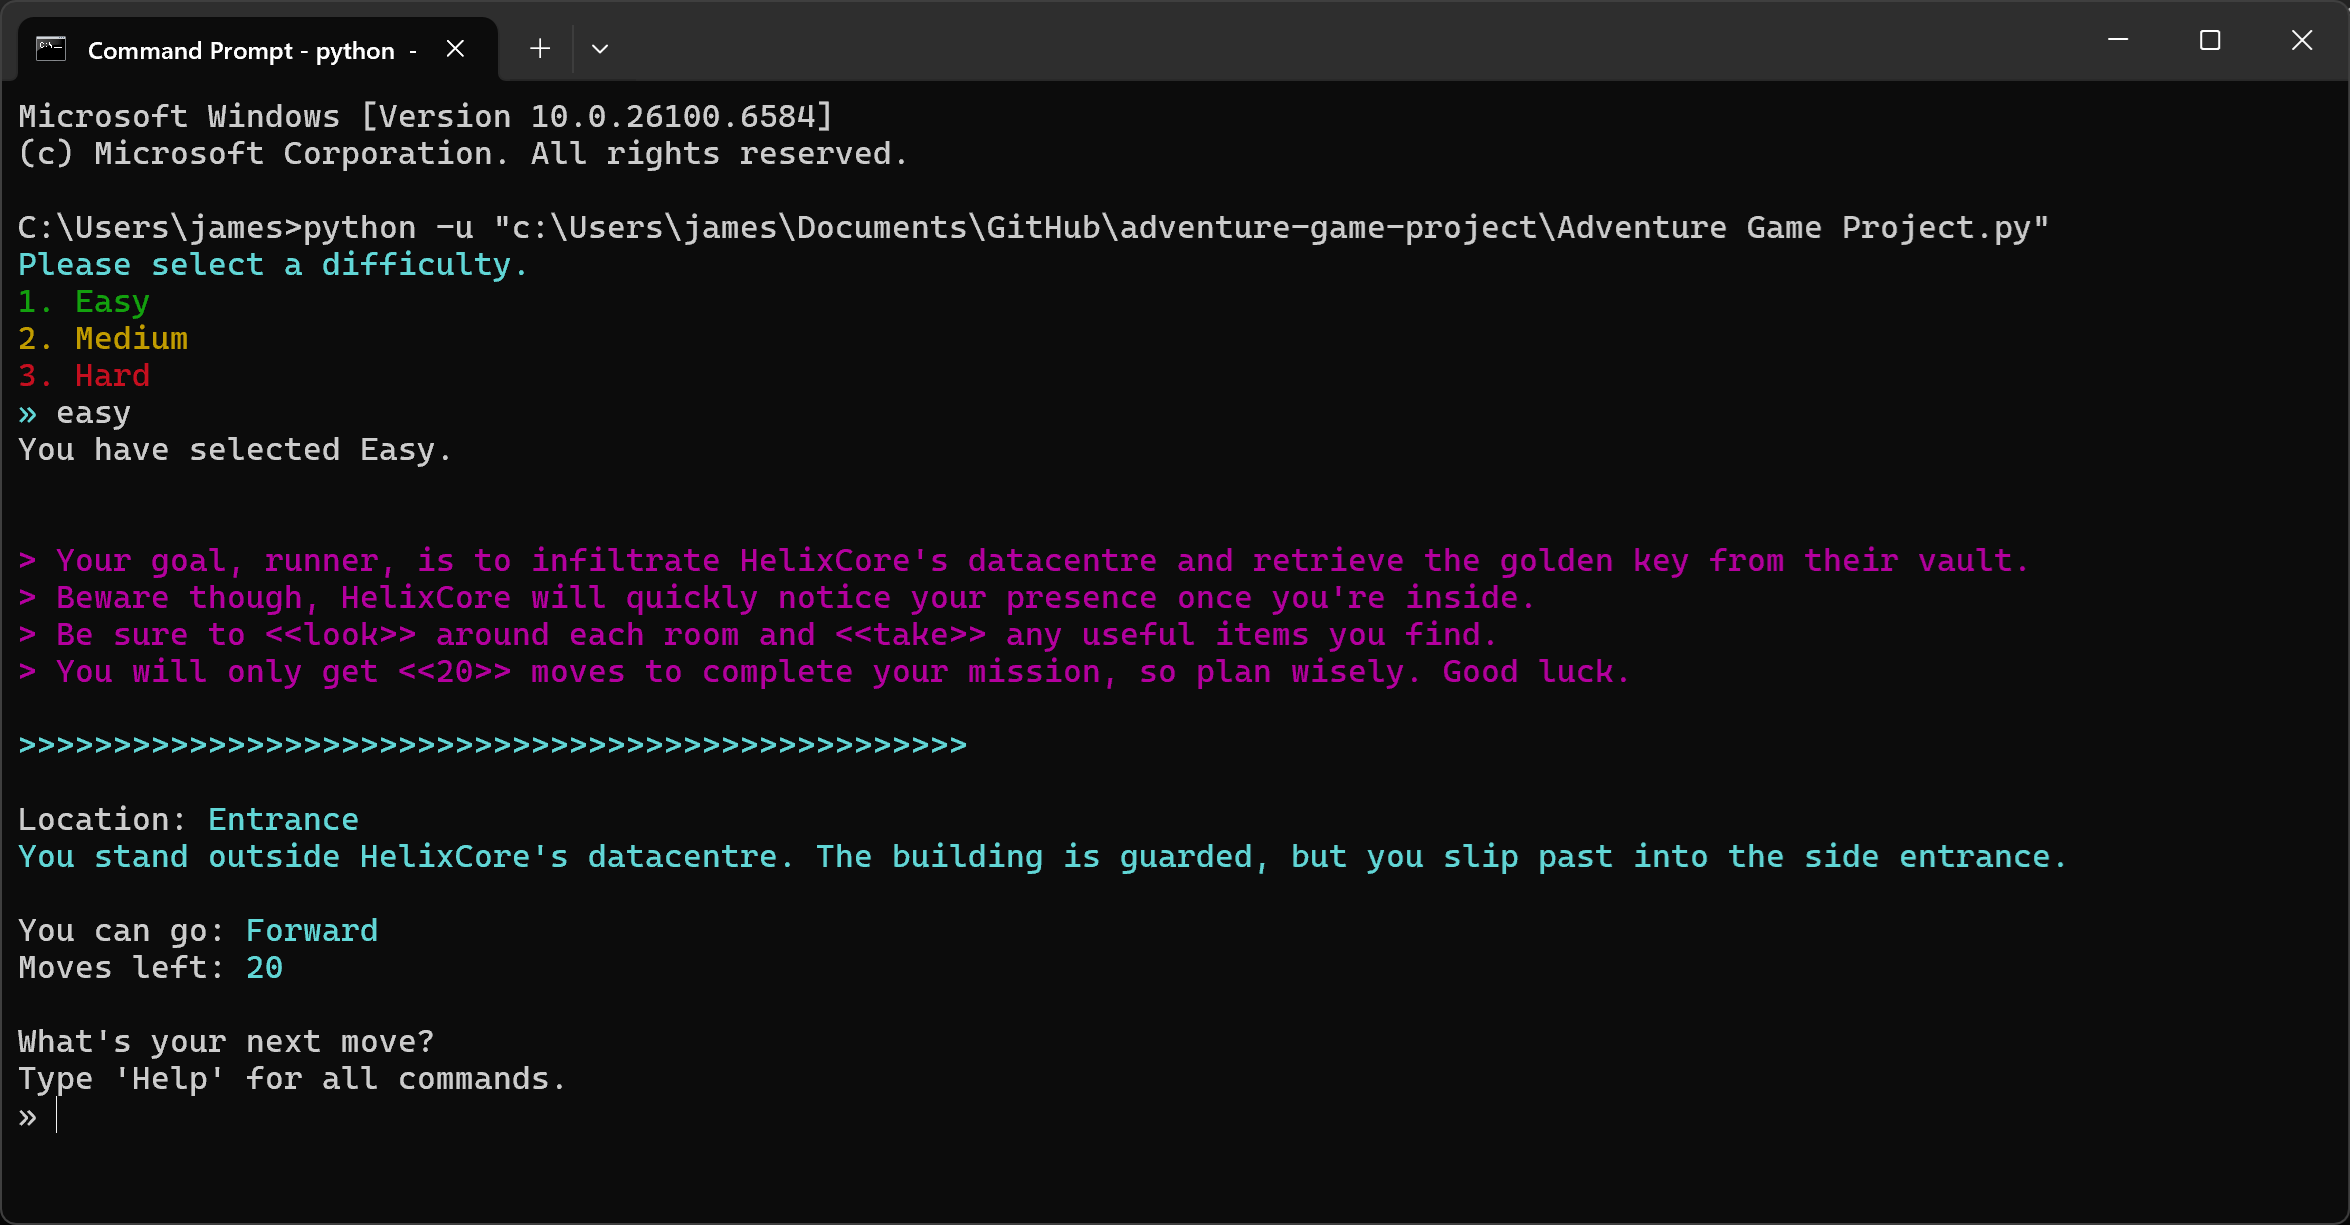 Command Prompt - python -
Microsoft Windows [Version 10.0.26100.6584]
(c) Microsoft Corporation. All rights reserved.
C:\Users\james>python -u "c:\Users\james\Documents\GitHub\adventure-game-project\Adventure Game Project.py"
Please select a difficulty.
1. Easy
2. Medium
3. Hard
» easy
You have selected Easy.
> Your goal, runner, is to infiltrate HelixCore's datacentre and retrieve the golden key from their vault.
> Beware though, HelixCore will quickly notice your presence once you're inside.
> Be sure to <<look>> around each room and <<take>> any useful items you find.
> You will only get <<20>> moves to complete your mission, so plan wisely. Good luck.
>>>>>>>>>>>>>>>>>>>>>>>>>>>>>>>>>>>>>>>>>>>>>>>>>>
Location: Entrance
You stand outside HelixCore's datacentre. The building is guarded, but you slip past into the side entrance.
You can go: Forward
Moves left: 20
What's your next move?
Type 'Help' for all commands.
»